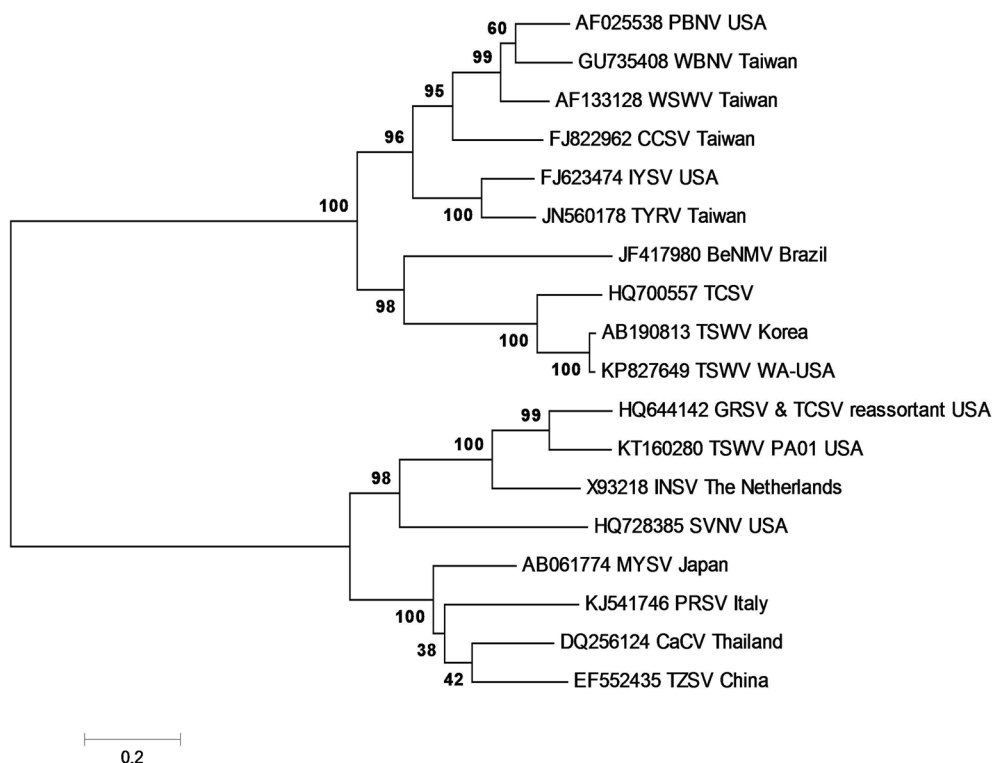 60
AF025538 PBNV USA
99
GU735408 WBNV Taiwan
95
AF133128 WSWV Taiwan
96
FJ822962 CCSV Taiwan
FJ623474 IYSV USA
100
100
JN560178 TYRV Taiwan
JF417980 BeNMV Brazil
98
HQ700557 TCSV
100
AB190813 TSWV Korea
100
KP827649 TSWV WA-USA
99
HQ644142 GRSV & TCSV reassortant USA
100
KT160280 TSWV PA01 USA
98
X93218 INSV The Netherlands
HQ728385 SVNV USA
AB061774 MYSV Japan
100
KJ541746 PRSV Italy
38
DQ256124 CaCV Thailand
42
EF552435 TZSV China
0.2